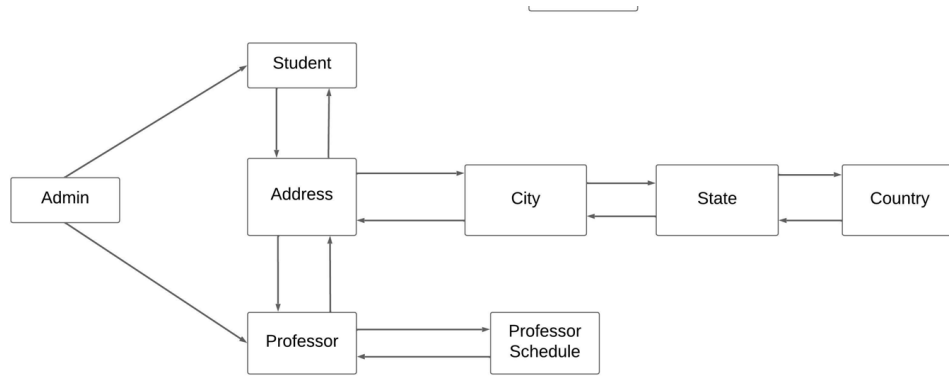 Student
Admin
Address
City
State
Country
Professor
Professor
Schedule